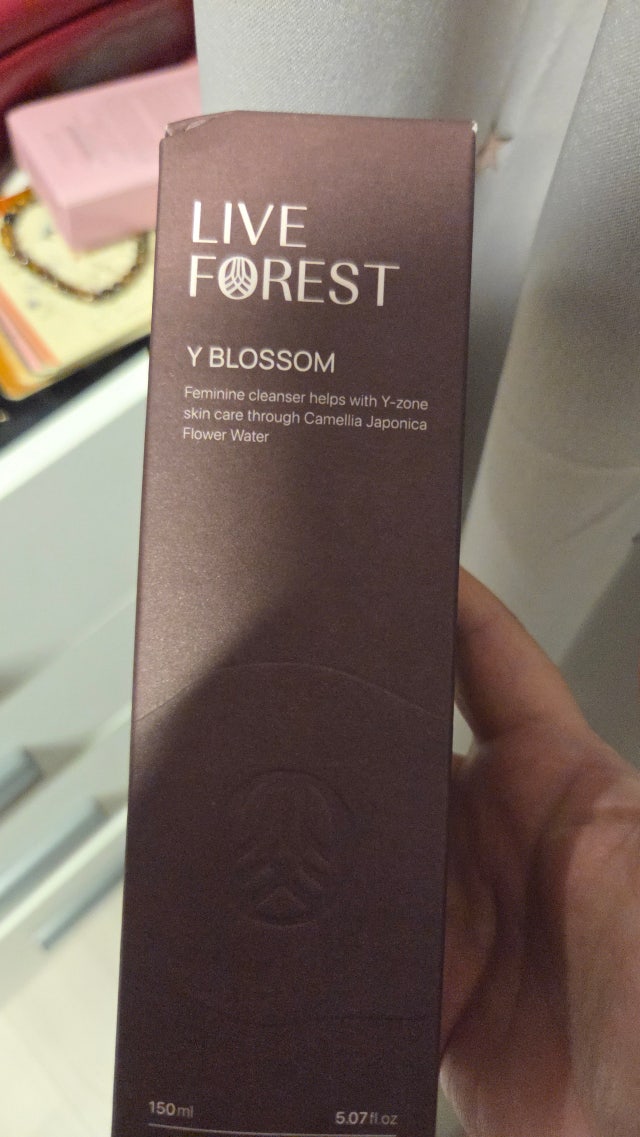 LIVE
FOREST
Y BLOSSOM
Feminine cleanser helps with Y-zone
skin care through Camellia Japonica
Flower Water
150ml
5.07fl.oz